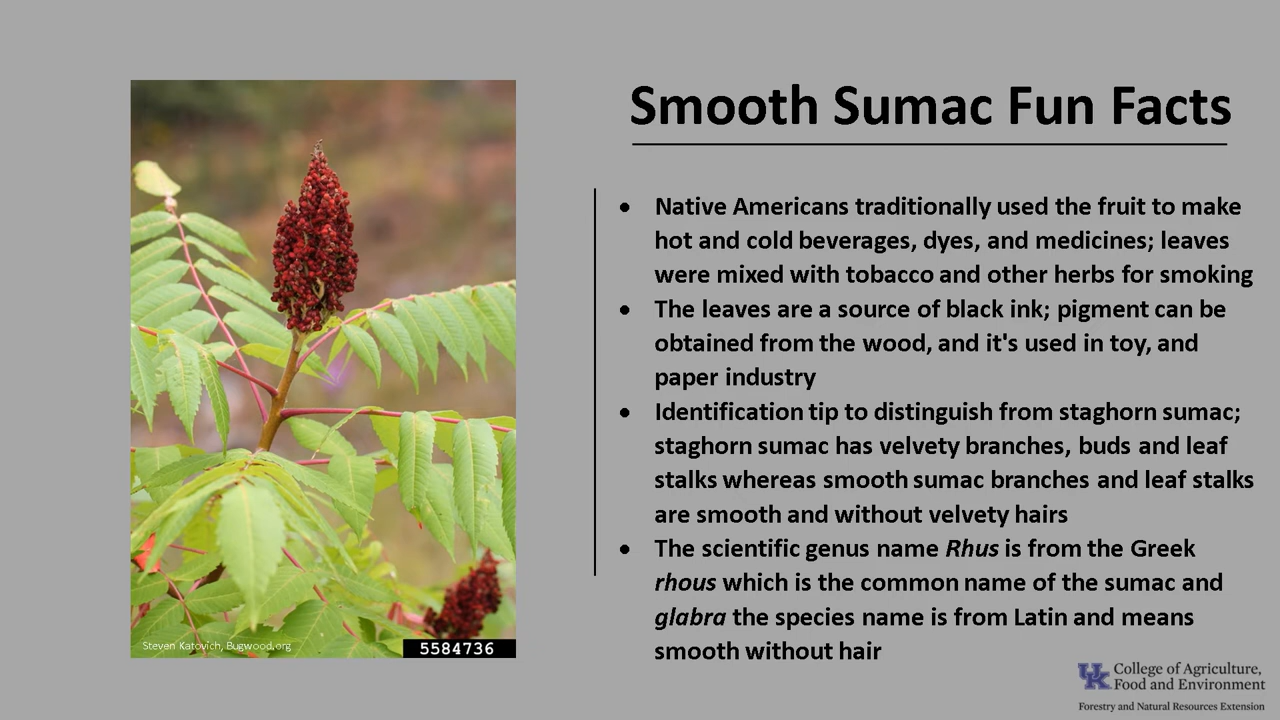 Smooth Sumac Fun Facts
• Native Americans traditionally used the fruit to make
hot and cold beverages, dyes, and medicines; leaves
were mixed with tobacco and other herbs for smoking
• The leaves are a source of black ink; pigment can be
obtained from the wood, and it's used in toy, and
paper industry
• Identification tip to distinguish from staghorn sumac;
staghorn sumac has velvety branches, buds and leaf
stalks whereas smooth sumac branches and leaf stalks
are smooth and without velvety hairs
• The scientific genus name Rhus is from the Greek
rhous which is the common name of the sumac and
glabra the species name is from Latin and means
smooth without hair
Steven Katovich, Bugwood.org
5584736
UK College of Agriculture,
Food and Environment
Forestry and Natural Resources Extension